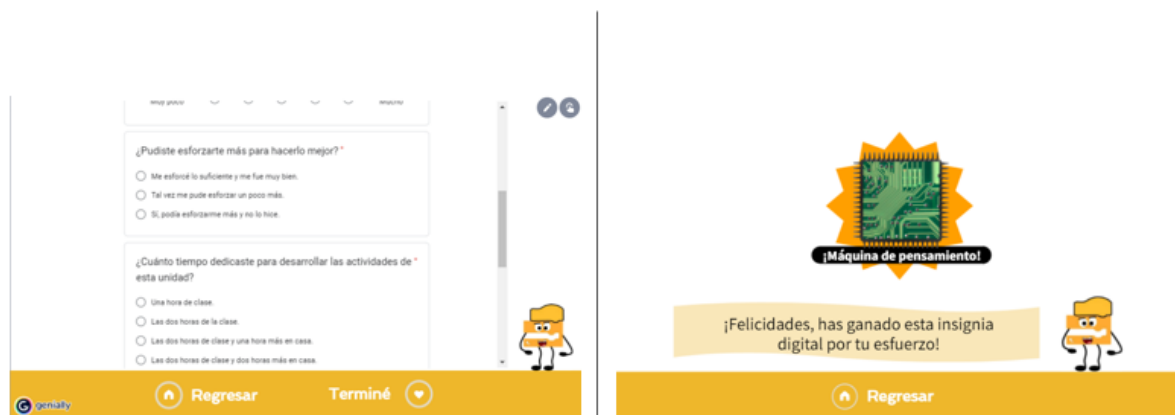 Muy poco
Mucho
¿Pudiste esforzarte más para hacerlo mejor? *
Me esforcé lo suficiente y me fue muy bien.
Tal vez me pude esforzar un poco más.
Sí, podía esforzarme más y no lo hice.
¿Cuánto tiempo dedicaste para desarrollar las actividades de *
esta unidad?
Una hora de clase.
Las dos horas de la clase.
Las dos horas de clase y una hora más en casa.
Las dos horas de clase y dos horas más en casa.
Regresar
Terminé
genially
¡Máquina de pensamiento!
¡Felicidades, has ganado esta insignia
digital por tu esfuerzo!
Regresar